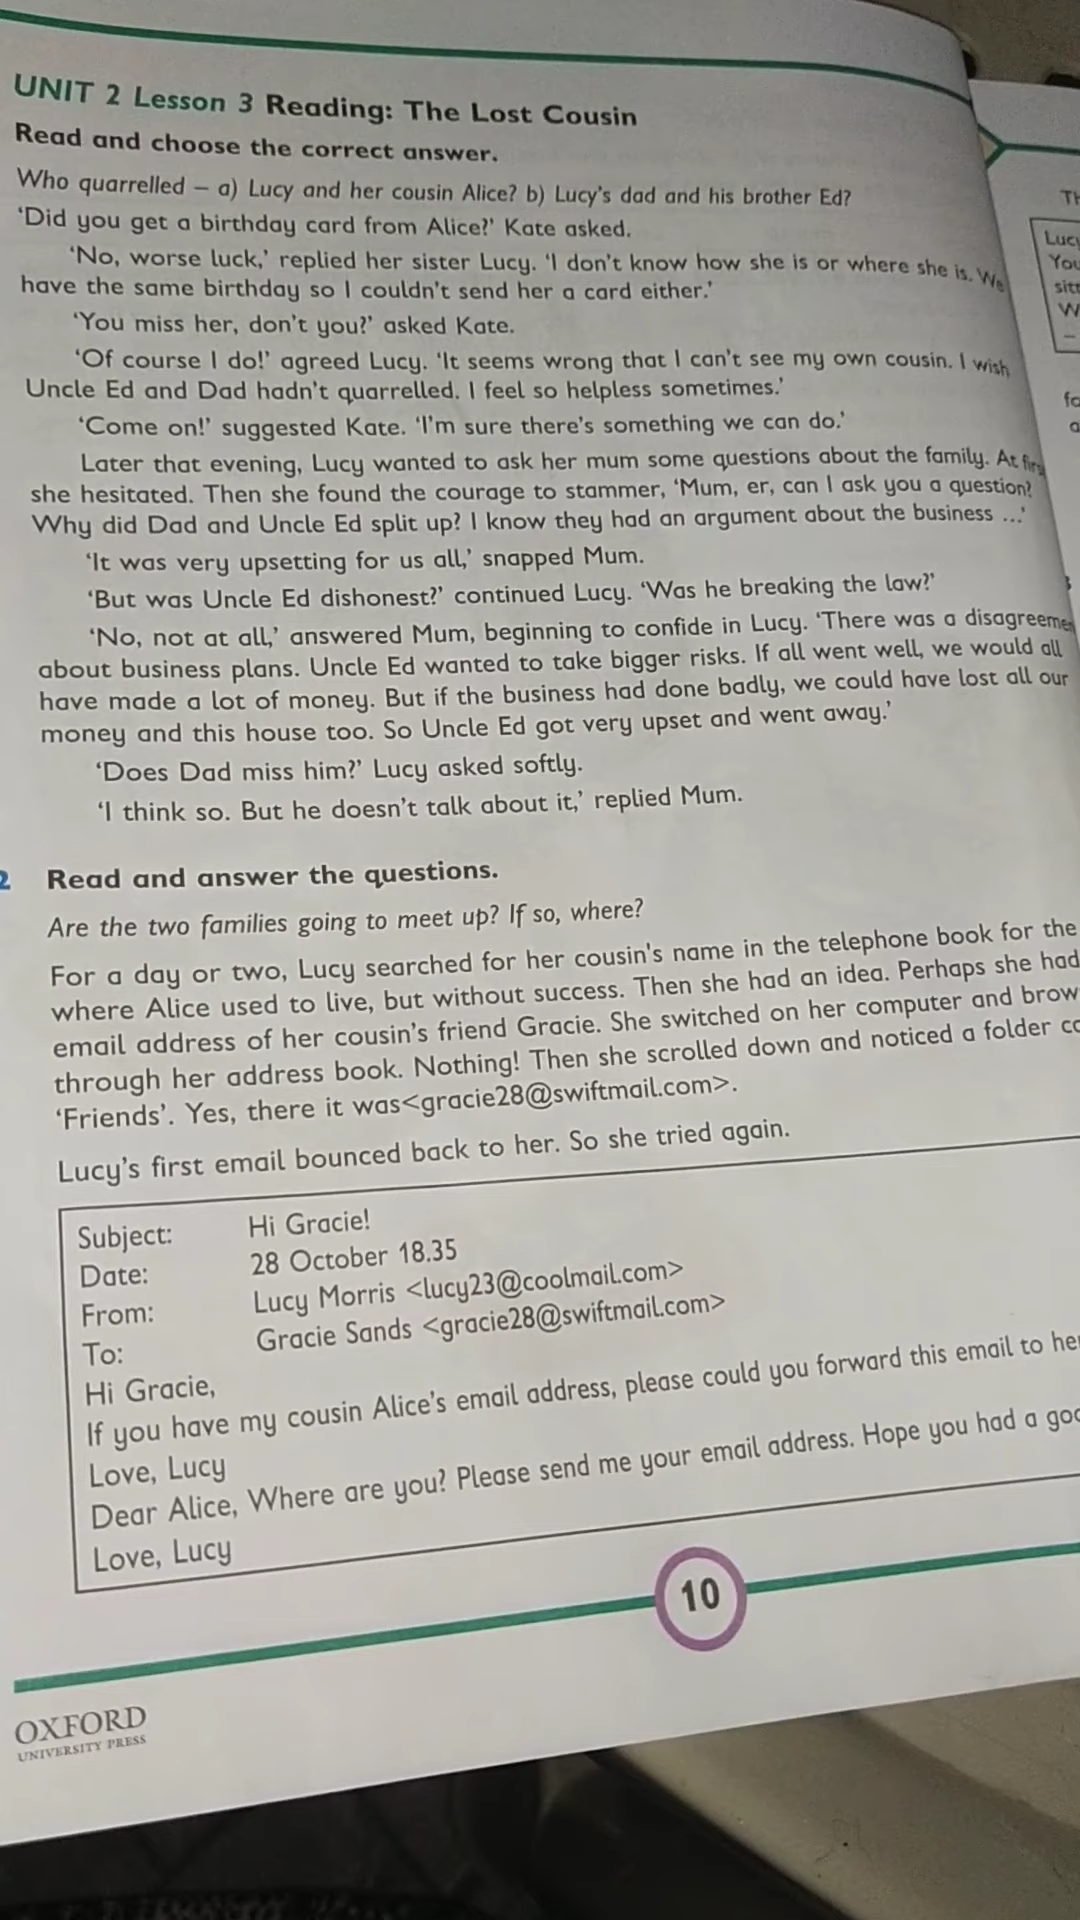 UNIT 2 Lesson 3 Reading: The Lost Cousin
Read and choose the correct answer.
Who quarrelled – a) Lucy and her cousin Alice? b) Lucy's dad and his brother Ed?
'Did you get a birthday card from Alice?' Kate asked.
'No, worse luck,' replied her sister Lucy. 'I don't know how she is or where she is. We
have the same birthday so I couldn't send her a card either.'
'You miss her, don't you?' asked Kate.
'Of course I do!' agreed Lucy. 'It seems wrong that I can't see my own cousin. I wish
Uncle Ed and Dad hadn't quarrelled. I feel so helpless sometimes.'
'Come on!' suggested Kate. 'I'm sure there's something we can do.'
Later that evening, Lucy wanted to ask her mum some questions about the family. At
she hesitated. Then she found the courage to stammer, 'Mum, er, can I ask you a question?
Why did Dad and Uncle Ed split up? I know they had an argument about the business ...'
'It was very upsetting for us all,' snapped Mum.
'But was Uncle Ed dishonest?' continued Lucy. 'Was he breaking the law?'
'No, not at all,' answered Mum, beginning to confide in Lucy. 'There was a
about business plans. Uncle Ed wanted to take bigger risks. If all went well, we would all
have made a lot of money. But if the business had done badly, we could have lost all our
money and this house too. So Uncle Ed got very upset and went away.'
'Does Dad miss him?' Lucy asked softly.
'I think so. But he doesn't talk about it,' replied Mum.
2 Read and answer the questions.
Are the two families going to meet up? If so, where?
For a day or two, Lucy searched for her cousin's name in the telephone book for the
where Alice used to live, but without success. Then she had an idea. Perhaps she had
email address of her cousin's friend Gracie. She switched on her computer and
through her address book. Nothing! Then she scrolled down and noticed a folder
'Friends'. Yes, there it was<gracie28@swiftmail.com>.
Lucy's first email bounced back to her. So she tried again.
Subject: Hi Gracie!
Date: 28 October 18.35
From: Lucy Morris <lucy23@coolmail.com>
To: Gracie Sands <gracie28@swiftmail.com>
Hi Gracie,
If you have my cousin Alice's email address, please could you forward this email to
Love, Lucy
Dear Alice, Where are you? Please send me your email address. Hope you had a
Love, Lucy
10
OXFORD
UNIVERSITY PRESS